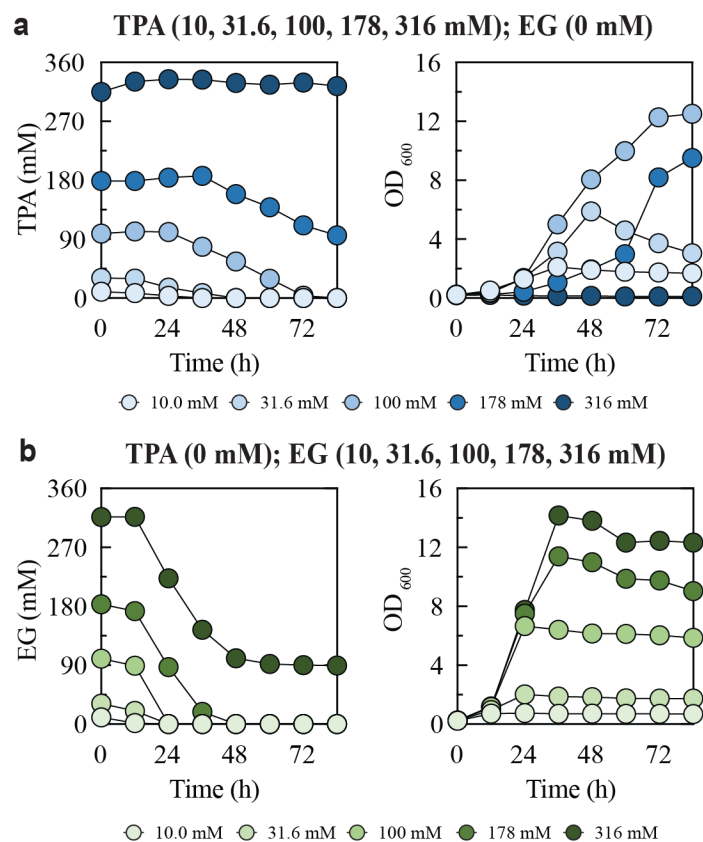 a
TPA (10, 31.6, 100, 178, 316 mM); EG (0 mM)
TPA (mM)
360
270
180
90
0
0 24 48 72
Time (h)
OD600
16
12
8
4
0
0 24 48 72
Time (h)
10.0 mM 31.6 mM 100 mM 178 mM 316 mM
b
TPA (0 mM); EG (10, 31.6, 100, 178, 316 mM)
EG (mM)
360
270
180
90
0
0 24 48 72
Time (h)
OD600
16
12
8
4
0
0 24 48 72
Time (h)
10.0 mM 31.6 mM 100 mM 178 mM 316 mM